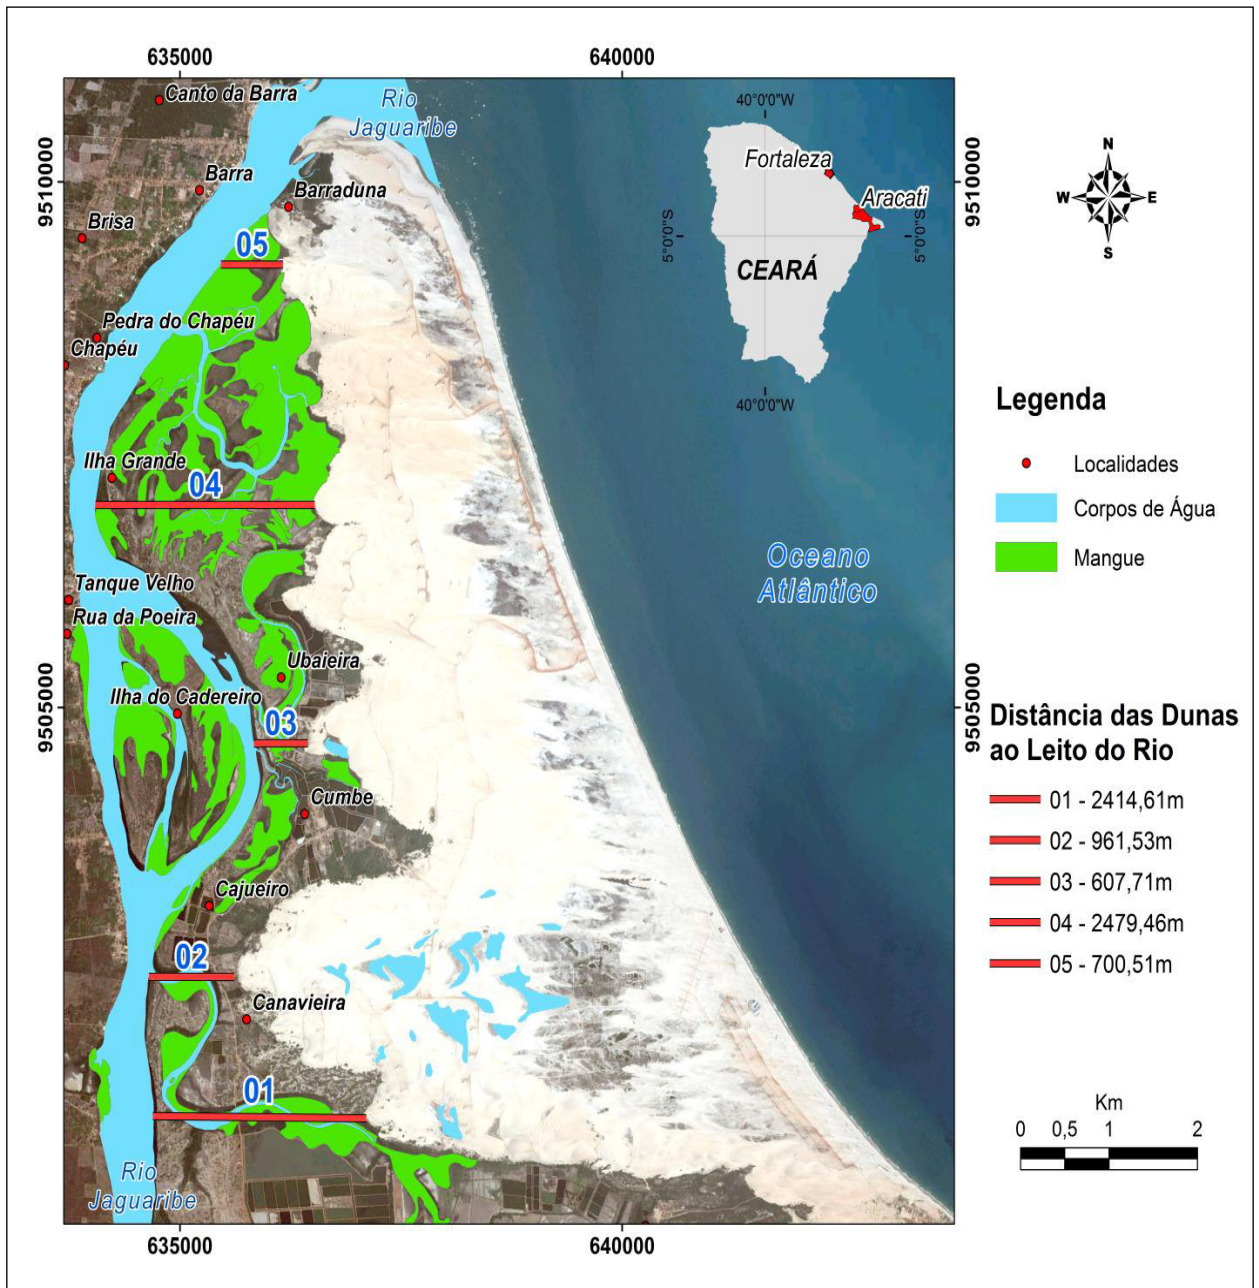 635000
640000
Canto da Barra
Rio
Jaguaribe
40°0'0"W
Fortaleza
Aracati
5°0'0"S
5°0'0"S
CEARÁ
40°0'0"W
9510000
9510000
N
W
E
S
Barra
Barraduna
Brisa
05
Pedra do Chapéu
Chapéu
Ilha Grande
04
Oceano
Atlântico
Tanque Velho
Rua da Poeira
Ubaieira
Ilha do Cadereiro
03
9505000
9505000
Cumbe
Cajueiro
02
Canavieira
01
Rio
Jaguaribe
635000
640000
Legenda
Localidades
Corpos de Água
Mangue
Distância das Dunas
ao Leito do Rio
01 - 2414,61m
02 - 961,53m
03 - 607,71m
04 - 2479,46m
05 - 700,51m
Km
0 0,5 1 2